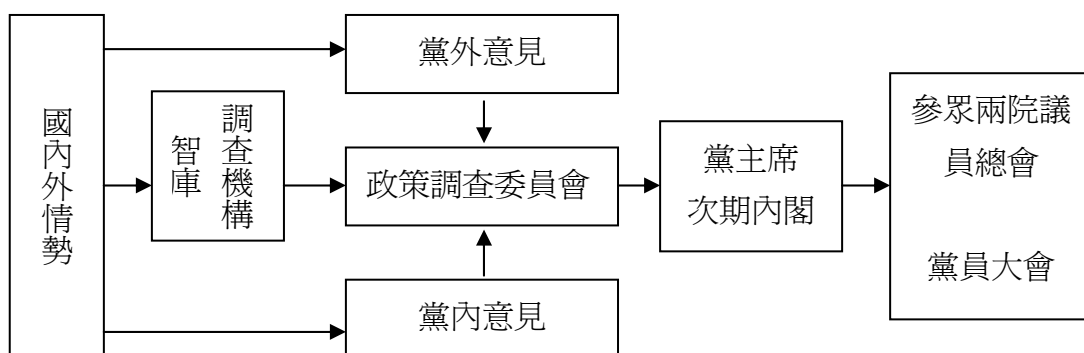 國內外情勢
黨外意見
調查機構
智庫
政策調查委員會
黨內意見
黨主席
次期內閣
參眾兩院議
員總會
黨員大會